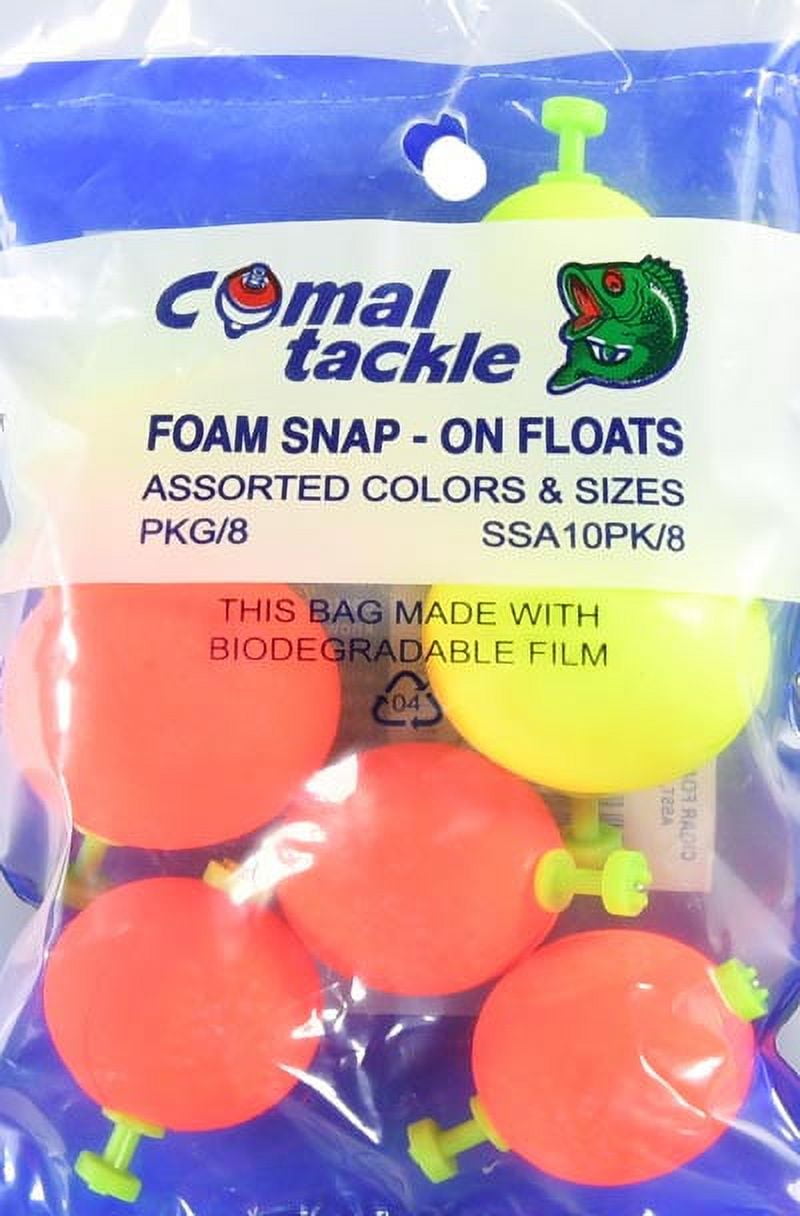 Comal
tackle
FOAM SNAP - ON FLOATS
ASSORTED COLORS & SIZES
PKG/8 SSA10PK/8
THIS BAG MADE WITH
BIODEGRADABLE FILM
04